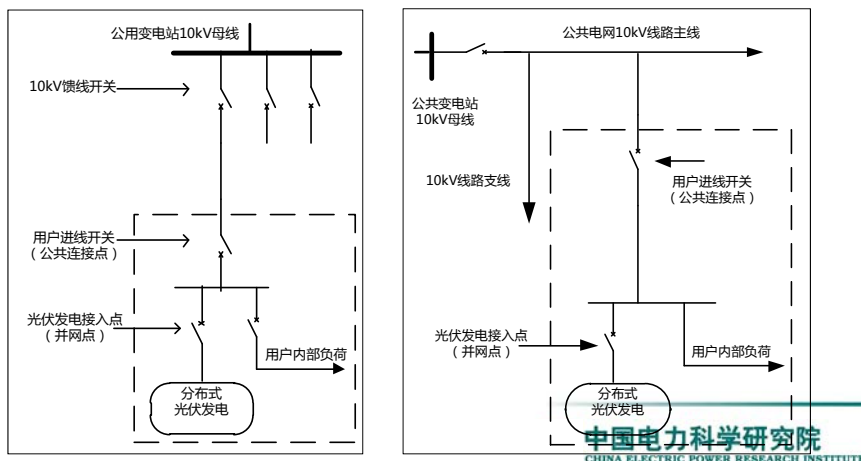 公用变电站10kV母线
10kV馈线开关
用户进线开关
（公共连接点）
光伏发电接入点
（并网点）
用户内部负荷
分布式
光伏发电
公共电网10kV线路主线
公共变电站
10kV母线
10kV线路支线
用户进线开关
（公共连接点）
光伏发电接入点
（并网点）
用户内部负荷
分布式
光伏发电
中国电力科学研究院
CHINA ELECTRIC POWER RESEARCH INSTITUTE